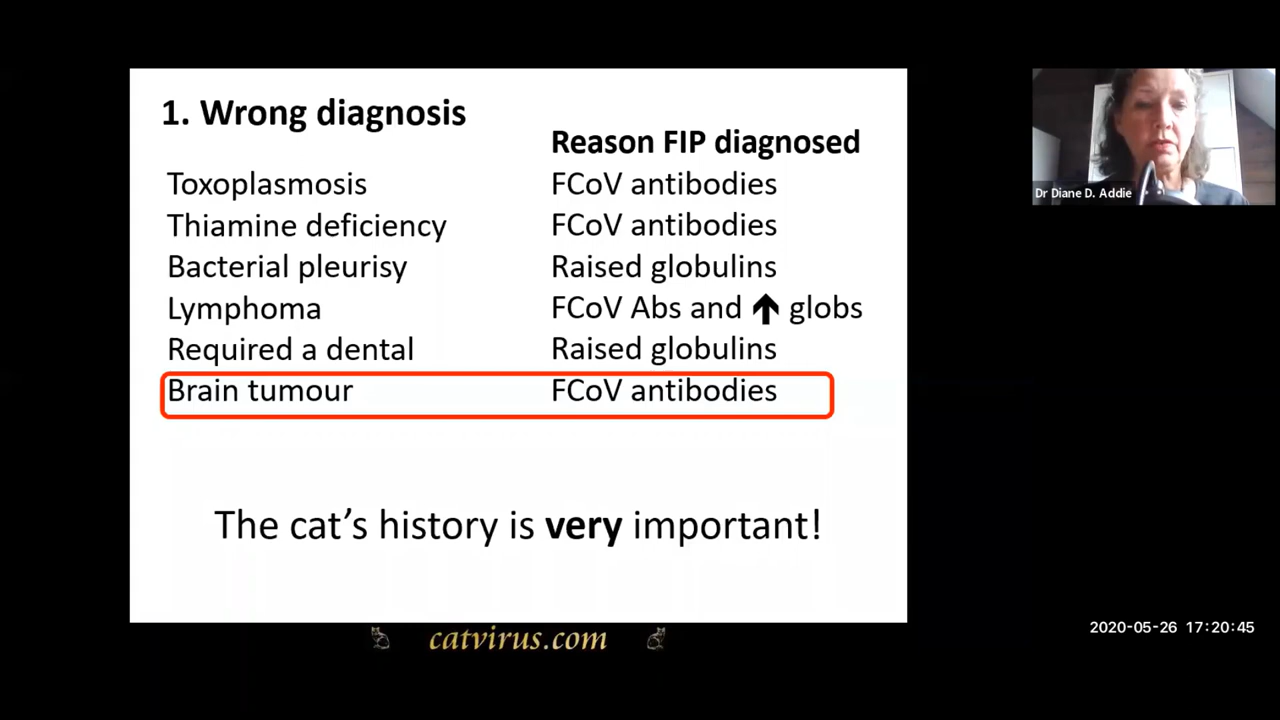 1. Wrong diagnosis
Reason FIP diagnosed
Toxoplasmosis FCoV antibodies
Thiamine deficiency FCoV antibodies
Bacterial pleurisy Raised globulins
Lymphoma FCoV Abs and ↑ globs
Required a dental Raised globulins
Brain tumour FCoV antibodies
The cat’s history is very important!
Dr Diane D. Addie
catvirus.com
2020-05-26 17:20:45